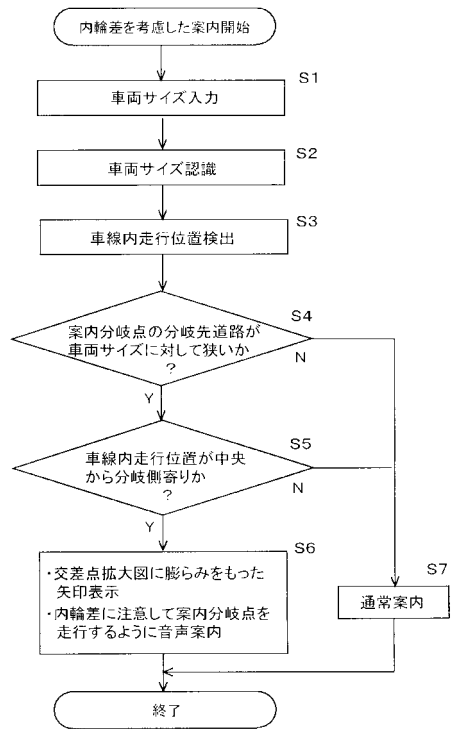 内輪差を考慮した案内開始
S1
車両サイズ入力
S2
車両サイズ認識
S3
車線内走行位置検出
S4
案内分岐点の分岐先道路が
車両サイズに対して狭いか
?
N
Y
S5
車線内走行位置が中央
から分岐側寄りか
?
N
Y
S6
・交差点拡大図に膨らみをもった
矢印表示
・内輪差に注意して案内分岐点を
走行するように音声案内
S7
通常案内
終了